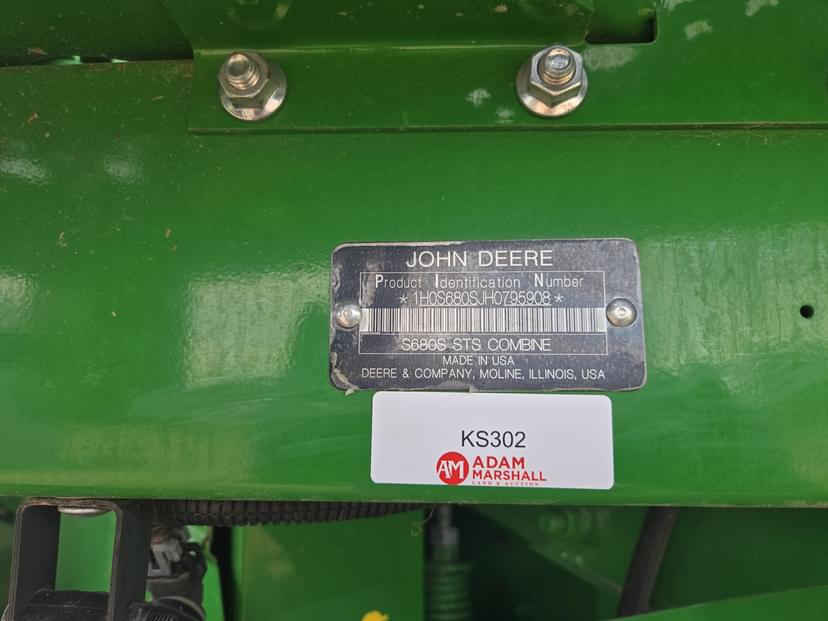 JOHN DEERE
Product Identification Number
*1H0S680SJH0795908*
S680S STS COMBINE
MADE IN USA
DEERE & COMPANY, MOLINE, ILLINOIS, USA
KS302
AM ADAM
MARSHALL
LAND & AUCTION